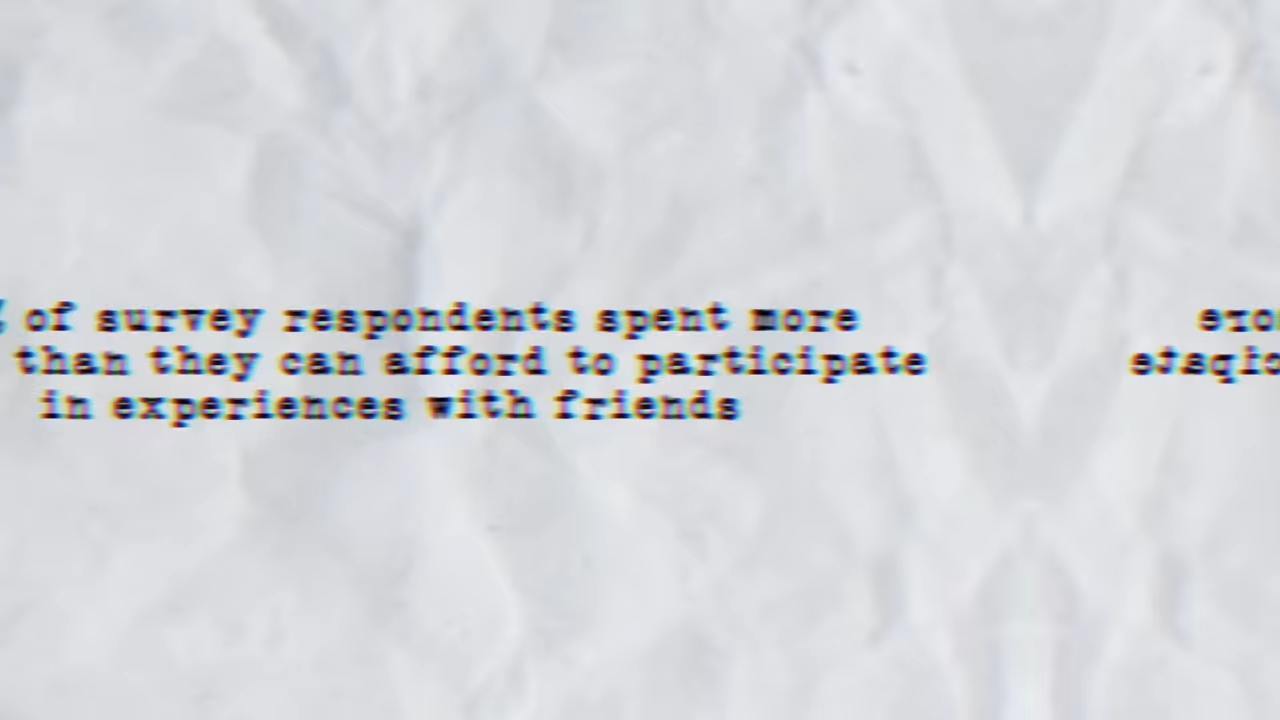 % of survey respondents spent more
than they can afford to participate
in experiences with friends